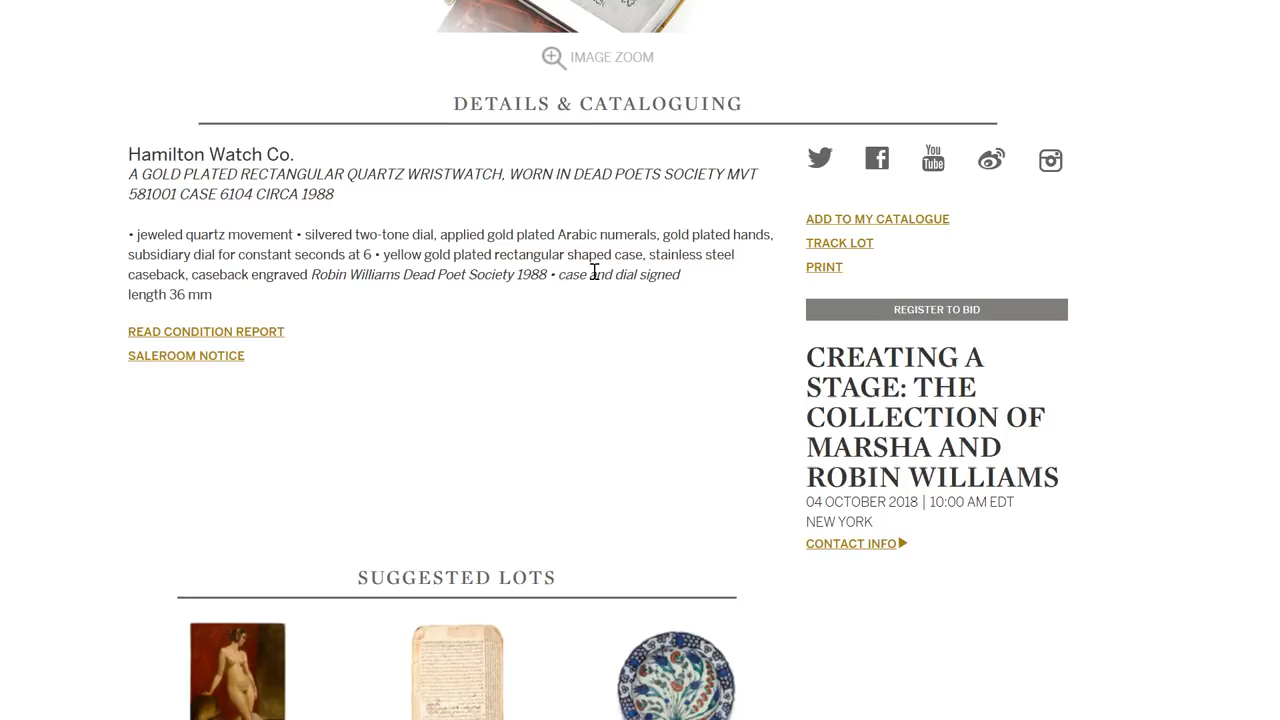 IMAGE ZOOM
DETAILS & CATALOGUING
Hamilton Watch Co.
A GOLD PLATED RECTANGULAR QUARTZ WRISTWATCH, WORN IN DEAD POETS SOCIETY MVT
581001 CASE 6104 CIRCA 1988
• jeweled quartz movement • silvered two-tone dial, applied gold plated Arabic numerals, gold plated hands,
subsidiary dial for constant seconds at 6 • yellow gold plated rectangular shaped case, stainless steel
caseback, caseback engraved Robin Williams Dead Poet Society 1988 • case and dial signed
length 36 mm
READ CONDITION REPORT
SALEROOM NOTICE
You
Tube
ADD TO MY CATALOGUE
TRACK LOT
PRINT
REGISTER TO BID
CREATING A
STAGE: THE
COLLECTION OF
MARSHA AND
ROBIN WILLIAMS
04 OCTOBER 2018 | 10:00 AM EDT
NEW YORK
CONTACT INFO
SUGGESTED LOTS